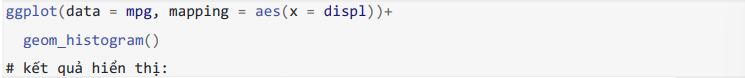 ggplot(data = mpg, mapping = aes(x = displ))+
  geom_histogram()
# kết quả hiển thị: